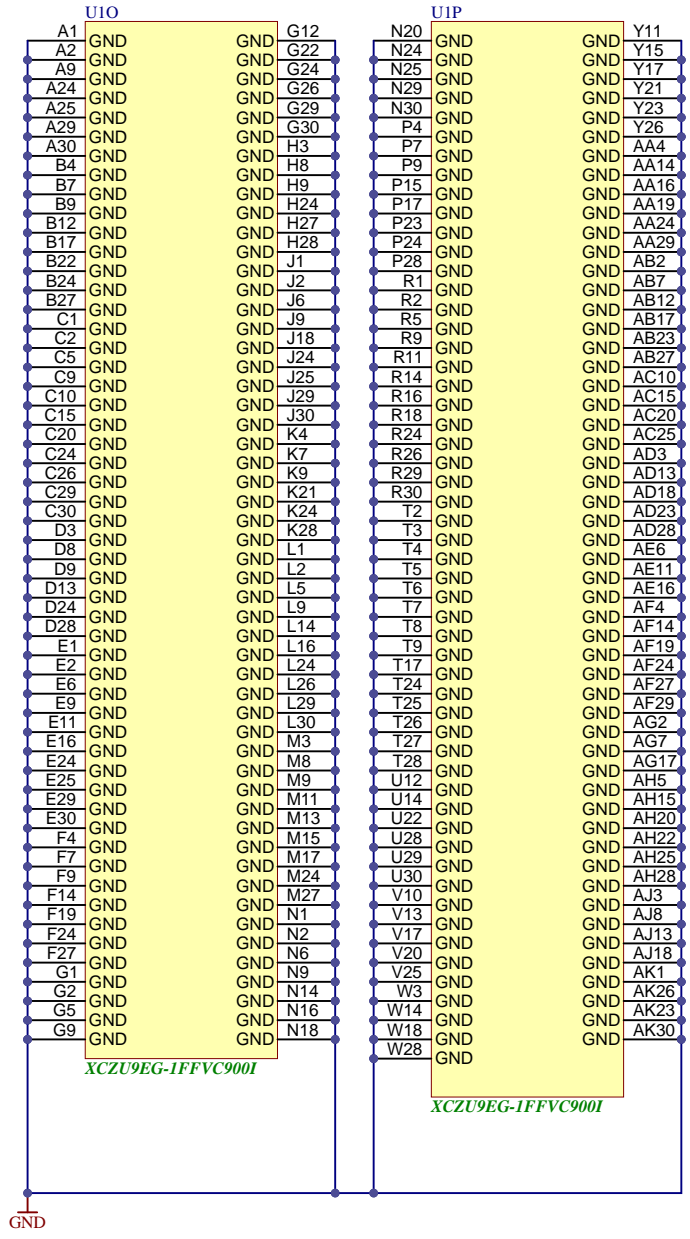 U1O
A1 GND GND G12
A2 GND GND G22
A9 GND GND G24
A24 GND GND G26
A25 GND GND G29
A29 GND GND G30
A30 GND GND H3
B4 GND GND H8
B7 GND GND H9
B9 GND GND H24
B12 GND GND H27
B17 GND GND H28
B22 GND GND J1
B24 GND GND J2
B27 GND GND J6
C1 GND GND J9
C2 GND GND J18
C5 GND GND J24
C9 GND GND J25
C10 GND GND J29
C15 GND GND J30
C20 GND GND K4
C24 GND GND K7
C26 GND GND K9
C29 GND GND K21
C30 GND GND K24
D3 GND GND K28
D8 GND GND L1
D9 GND GND L2
D13 GND GND L5
D24 GND GND L9
D28 GND GND L14
E1 GND GND L16
E2 GND GND L24
E6 GND GND L26
E9 GND GND L29
E11 GND GND L30
E16 GND GND M3
E24 GND GND M8
E25 GND GND M9
E29 GND GND M11
E30 GND GND M13
F4 GND GND M15
F7 GND GND M17
F9 GND GND M24
F14 GND GND M27
F19 GND GND N1
F24 GND GND N2
F27 GND GND N6
G1 GND GND N9
G2 GND GND N14
G5 GND GND N16
G9 GND GND N18
XCZU9EG-1FFVC900I
U1P
N20 GND GND Y11
N24 GND GND Y15
N25 GND GND Y17
N29 GND GND Y21
N30 GND GND Y23
P4 GND GND Y26
P7 GND GND AA4
P9 GND GND AA14
P15 GND GND AA16
P17 GND GND AA19
P23 GND GND AA24
P24 GND GND AA29
P28 GND GND AB2
R1 GND GND AB7
R2 GND GND AB12
R5 GND GND AB17
R9 GND GND AB23
R11 GND GND AB27
R14 GND GND AC10
R16 GND GND AC15
R18 GND GND AC20
R24 GND GND AC25
R26 GND GND AD3
R29 GND GND AD13
R30 GND GND AD18
T2 GND GND AD23
T3 GND GND AD28
T4 GND GND AE6
T5 GND GND AE11
T6 GND GND AE16
T7 GND GND AF4
T8 GND GND AF14
T9 GND GND AF19
T17 GND GND AF24
T24 GND GND AF27
T25 GND GND AF29
T26 GND GND AG2
T27 GND GND AG7
T28 GND GND AG17
U12 GND GND AH5
U14 GND GND AH15
U22 GND GND AH20
U28 GND GND AH22
U29 GND GND AH25
U30 GND GND AH28
V10 GND GND AJ3
V13 GND GND AJ8
V17 GND GND AJ13
V20 GND GND AJ18
V25 GND GND AK1
W3 GND GND AK26
W14 GND GND AK23
W18 GND GND AK30
W28 GND
XCZU9EG-1FFVC900I
GND